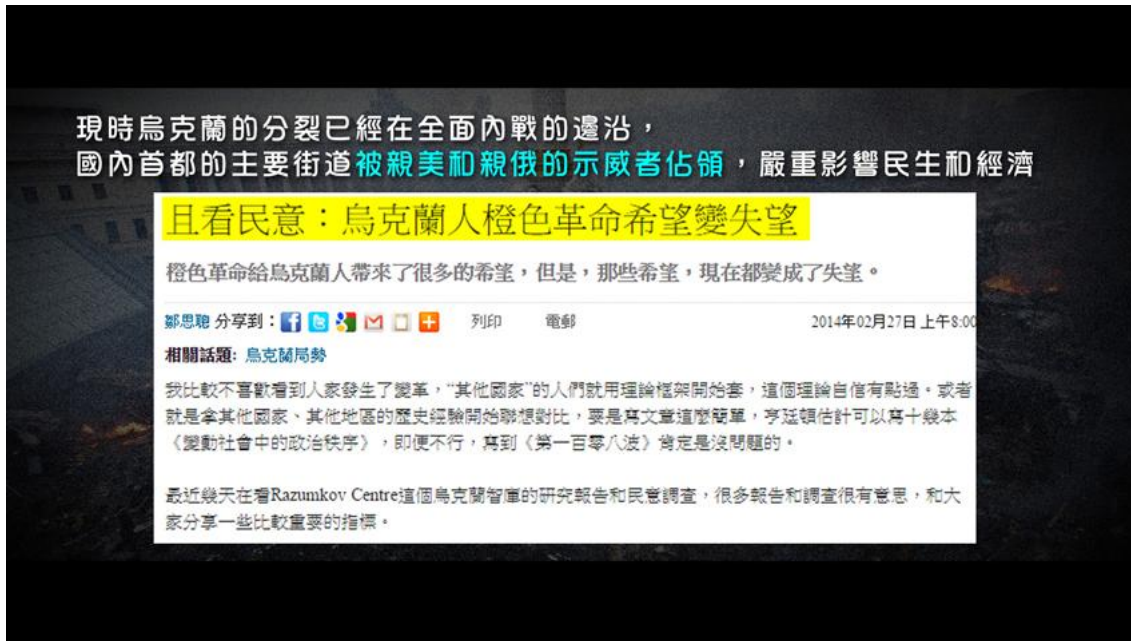 現時烏克蘭的分裂已經在全面內戰的邊沿，
國內首都的主要街道被親美和親俄的示威者佔領，嚴重影響民生和經濟
且看民意：烏克蘭人橙色革命希望變失望
橙色革命給烏克蘭人帶來了很多的希望，但是，那些希望，現在都變成了失望。
鄒思聰 分享到： 列印 電郵 2014年02月27日 上午8:00
相關話題: 烏克蘭局勢
我比較不喜歡看到人家發生了變革，“其他國家”的人們就用理論框架開始套，這個理論自信有點過。或者
就是拿其他國家、其他地區的歷史經驗開始聯想對比，要是寫文章這麼簡單，亨廷頓估計可以寫十幾本
《變動社會中的政治秩序》，即便不行，寫到《第一百零八波》肯定是沒問題的。
最近幾天在看Razumkov Centre這個烏克蘭智庫的研究報告和民意調查，很多報告和調查很有意思，和大
家分享一些比較重要的指標。